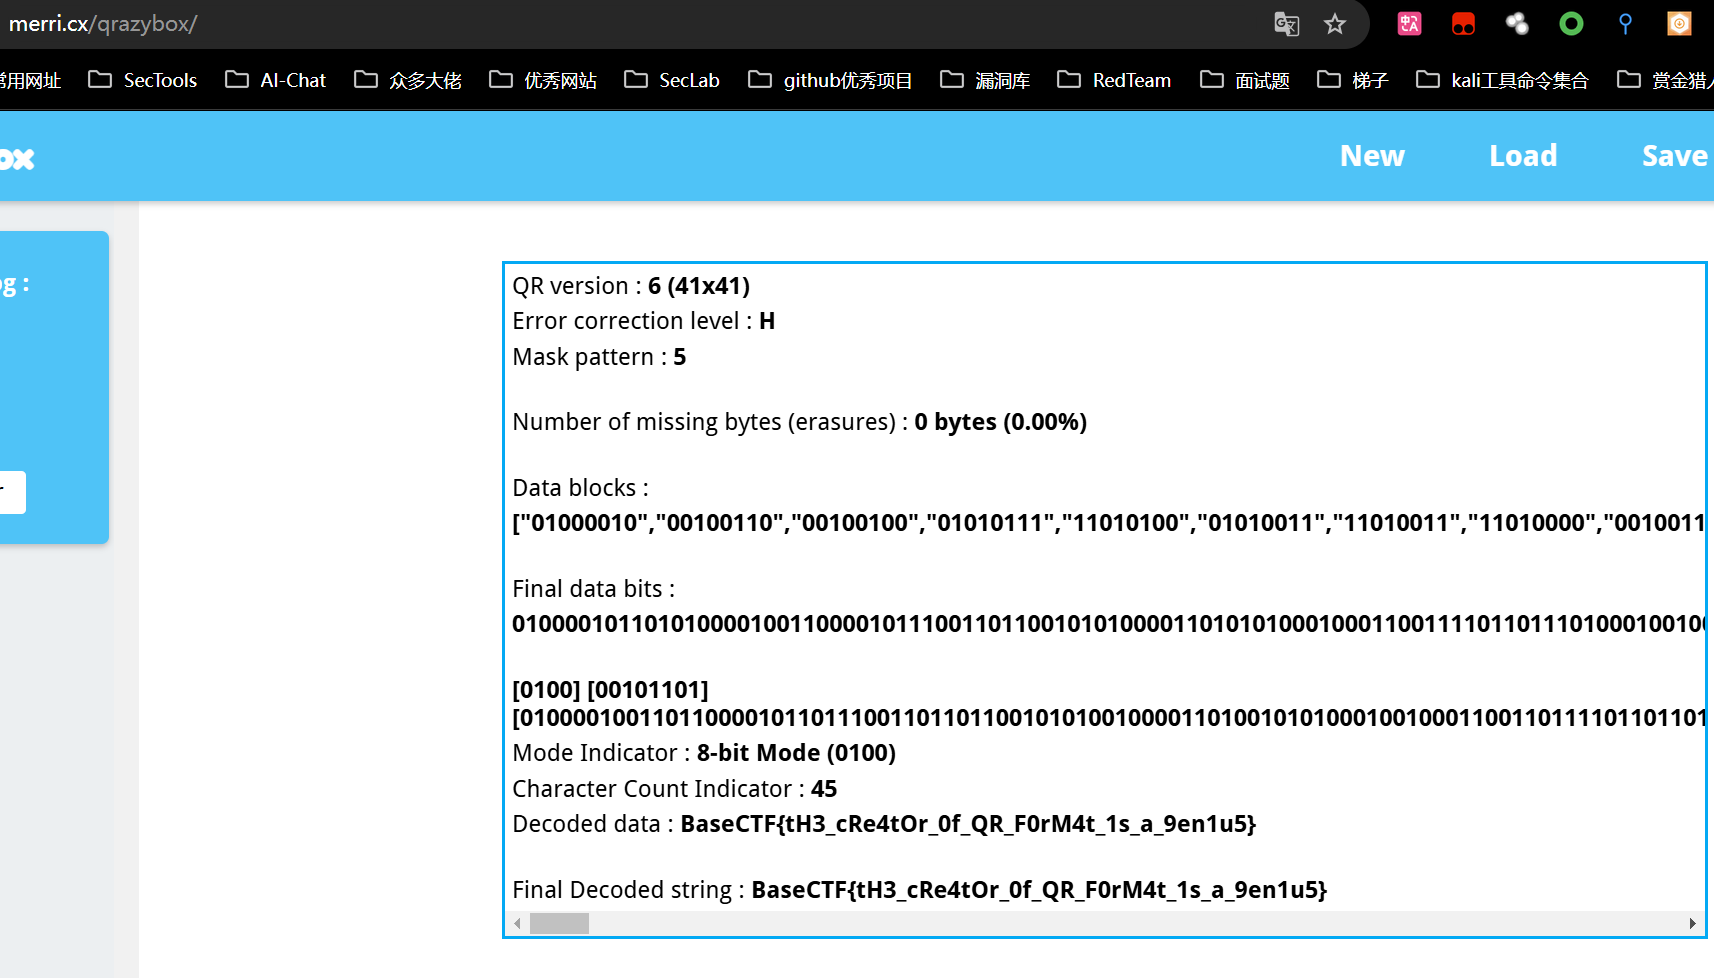 merri.cx/qrazybox/
常用网址 SecTools AI-Chat 众多大佬 优秀网站 SecLab github优秀项目 漏洞库 RedTeam 面试题 梯子 kali工具命令集合 赏金猎人
ox New Load Save
og :
r
QR version : 6 (41x41)
Error correction level : H
Mask pattern : 5
Number of missing bytes (erasures) : 0 bytes (0.00%)
Data blocks :
["01000010","00100110","00100100","01010111","11010100","01010011","11010011","11010000","0010011
Final data bits :
0100001011010100001001100001011100110110010101000011010101000100011001111011011101000100100
[0100] [00101101]
[0100001001101100001011011100110110110010101001000011010010101000100100011001101111011011011
Mode Indicator : 8-bit Mode (0100)
Character Count Indicator : 45
Decoded data : BaseCTF{tH3_cRe4tOr_0f_QR_F0rM4t_1s_a_9en1u5}
Final Decoded string : BaseCTF{tH3_cRe4tOr_0f_QR_F0rM4t_1s_a_9en1u5}